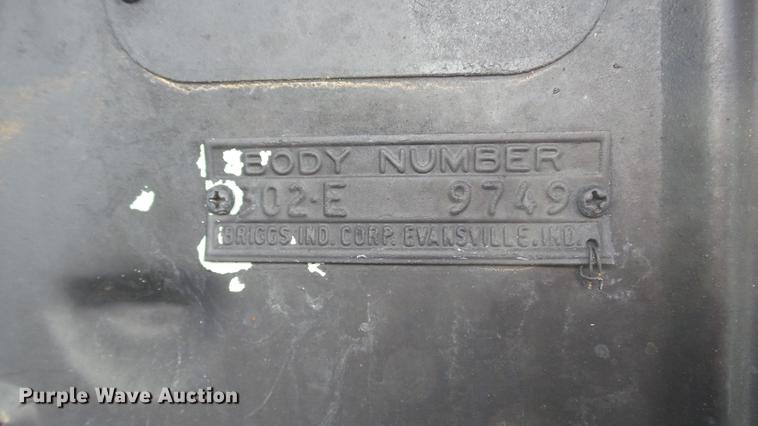 BODY NUMBER
02-E 9749
BRIGGS IND. CORP. EVANSVILLE, IND.
Purple Wave Auction